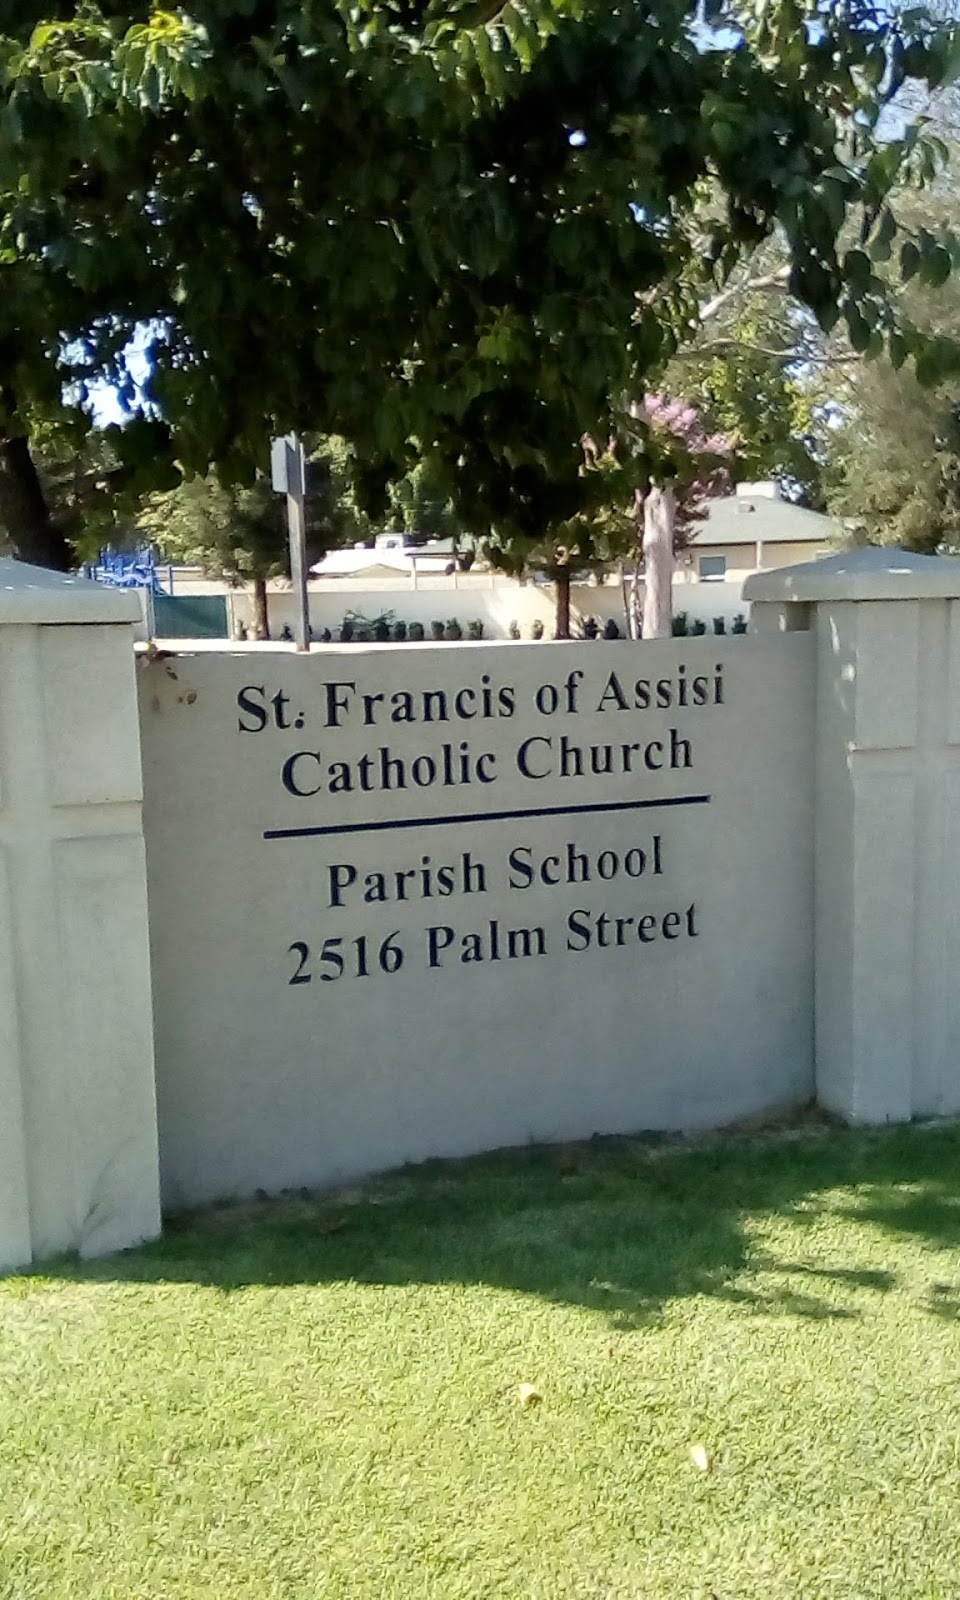 St. Francis of Assisi
Catholic Church
Parish School
2516 Palm Street